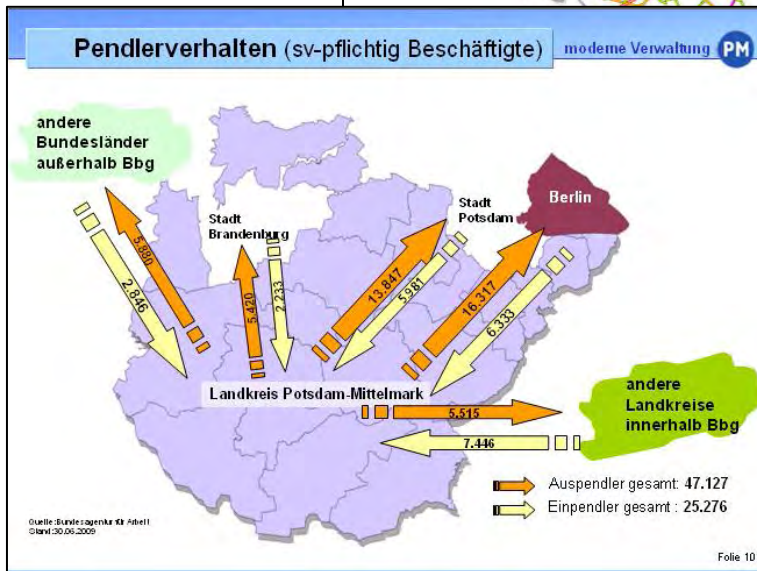 Pendlerverhalten (sv-pflichtig Beschäftigte)
moderne Verwaltung PM
andere
Bundesländer
außerhalb Bbg
Stadt
Brandenburg
Stadt
Potsdam
Berlin
5.880
2.846
5.420
2.233
13.847
5.981
16.317
6.333
Landkreis Potsdam-Mittelmark
5.515
7.446
andere
Landkreise
innerhalb Bbg
Auspendler gesamt: 47.127
Einpendler gesamt : 25.276
Quelle:Bundesagentur für Arbeit
Stand:30.06.2009
Folie 10